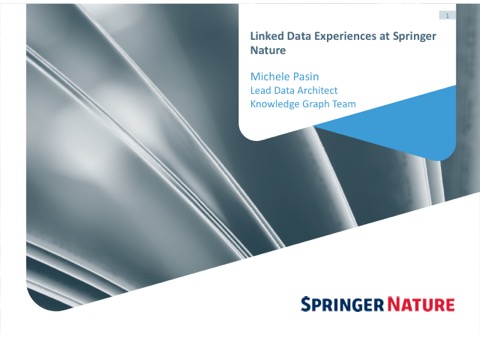 1
Linked Data Experiences at Springer
Nature
Michele Pasin
Lead Data Architect
Knowledge Graph Team
SPRINGER NATURE